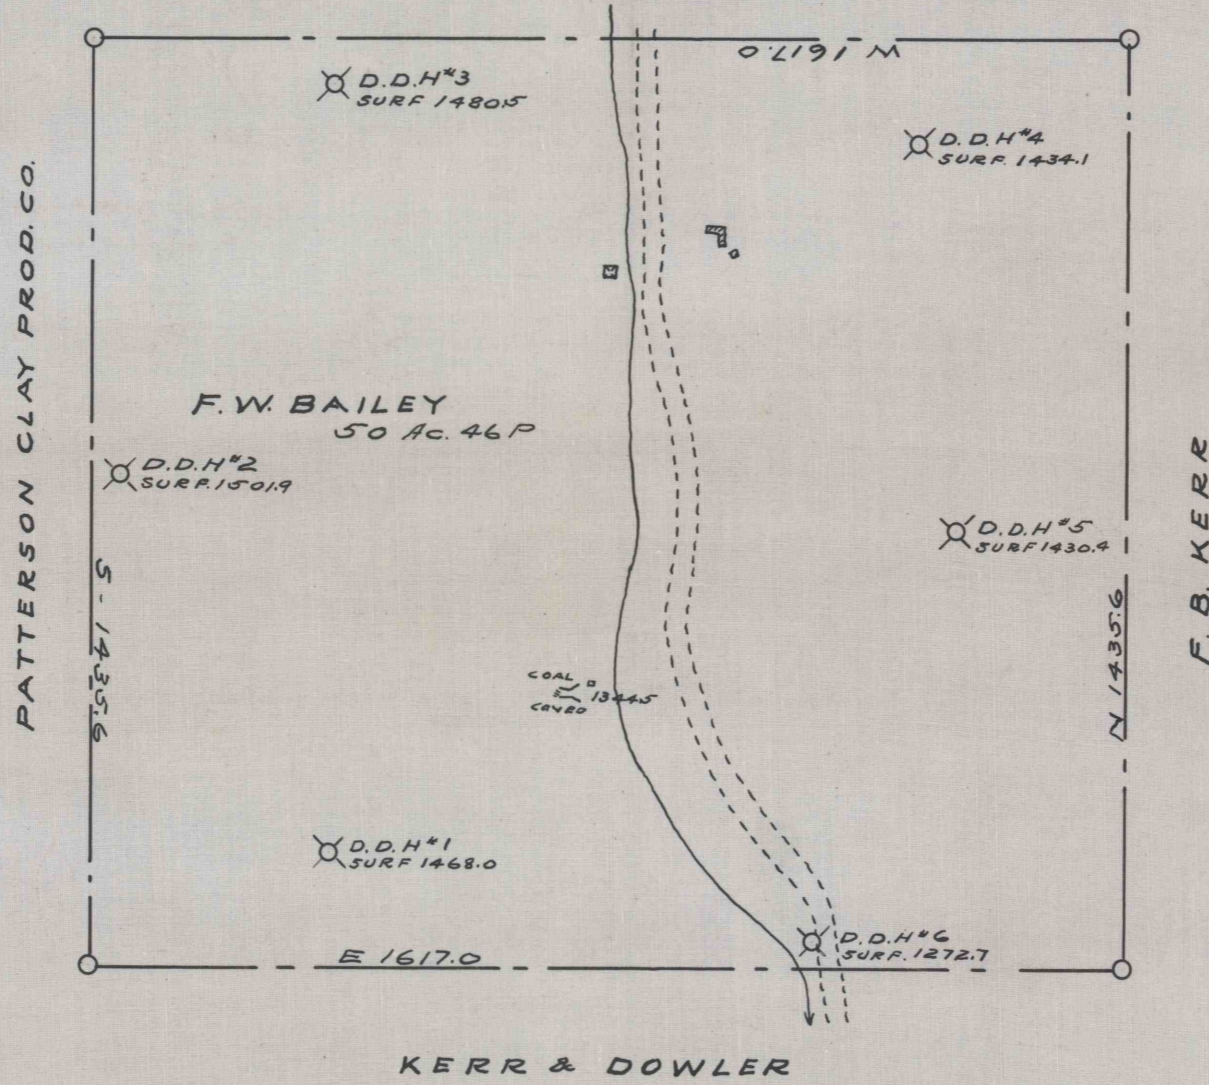 W 1617.0
D.D.H#3
SURF 1480.5
D.D.H#4
SURF. 1434.1
PATTERSON CLAY PROD. CO.
F.W. BAILEY
50 Ac. 46 P
D.D.H#2
SURF. 1501.9
D.D.H#5
SURF 1430.4
F. B. KERR
S - 1435.6
N 1435.6
COAL
1344.5
CAVED
D.D.H#1
SURF 1468.0
D.D.H#6
SURF. 1272.7
E 1617.0
KERR & DOWLER